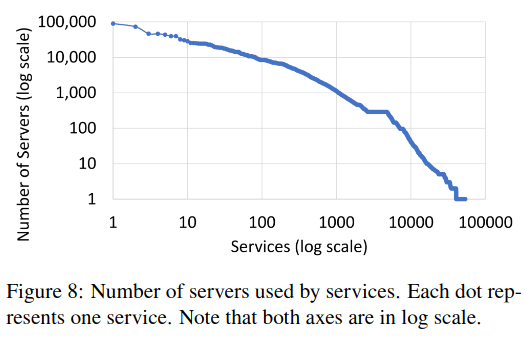 100,000
10,000
1,000
100
10
1
Number of Servers (log scale)
1 10 100 1000 10000 100000
Services (log scale)
Figure 8: Number of servers used by services. Each dot rep-
resents one service. Note that both axes are in log scale.